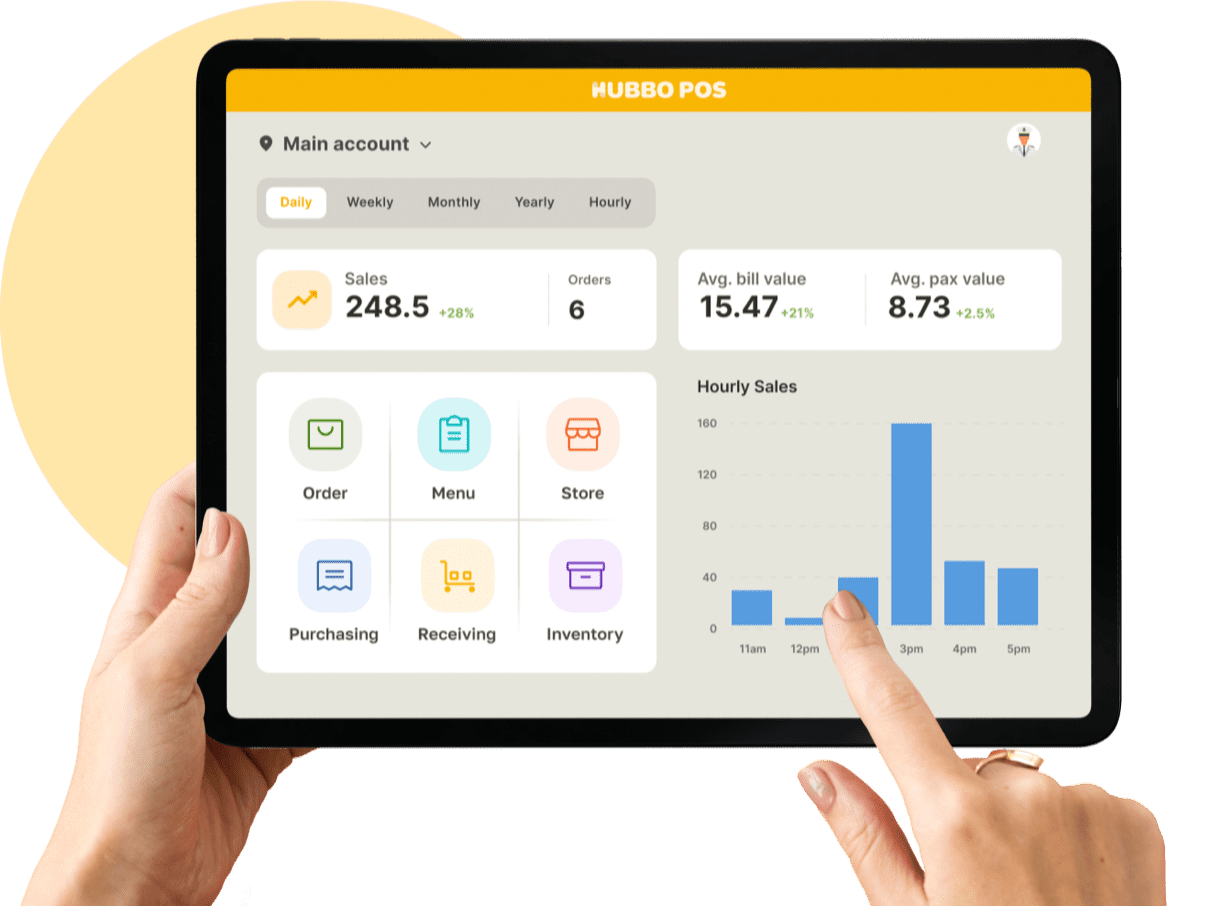 HUBBO POS
Main account
Daily Weekly Monthly Yearly Hourly
Sales
248.5 +28%
Orders
6
Avg. bill value
15.47 +21%
Avg. pax value
8.73 +2.5%
Order Menu Store
Purchasing Receiving Inventory
Hourly Sales
160
120
80
40
0
11am 12pm 3pm 4pm 5pm